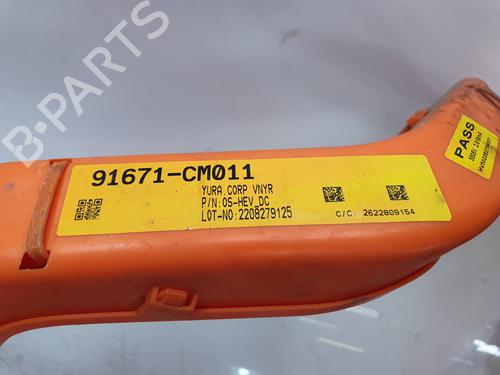 91671-CM011
YURA.CORP VNYR
P/N:OS-HEV_DC
LOT-NO:2208279125
C/C: 2622809154
PASS
B-PARTS